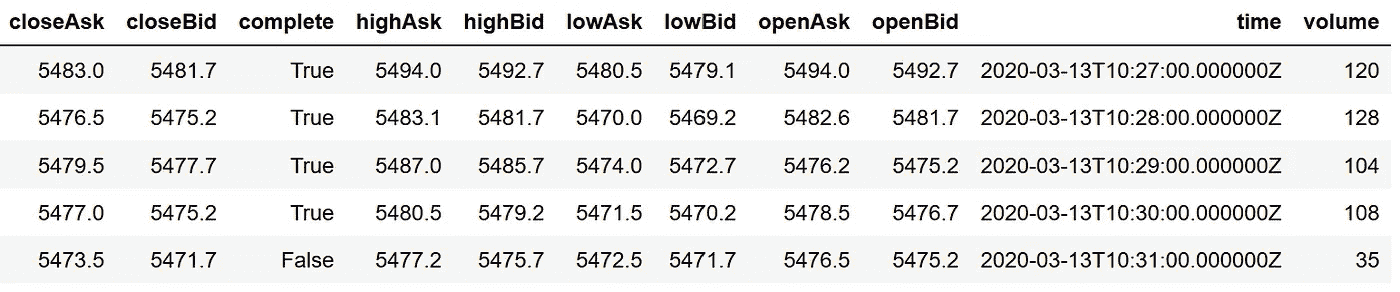 closeAsk closeBid complete highAsk highBid lowAsk lowBid openAsk openBid time volume
5483.0 5481.7 True 5494.0 5492.7 5480.5 5479.1 5494.0 5492.7 2020-03-13T10:27:00.000000Z 120
5476.5 5475.2 True 5483.1 5481.7 5470.0 5469.2 5482.6 5481.7 2020-03-13T10:28:00.000000Z 128
5479.5 5477.7 True 5487.0 5485.7 5474.0 5472.7 5476.2 5475.2 2020-03-13T10:29:00.000000Z 104
5477.0 5475.2 True 5480.5 5479.2 5471.5 5470.2 5478.5 5476.7 2020-03-13T10:30:00.000000Z 108
5473.5 5471.7 False 5477.2 5475.7 5472.5 5471.7 5476.5 5475.2 2020-03-13T10:31:00.000000Z 35